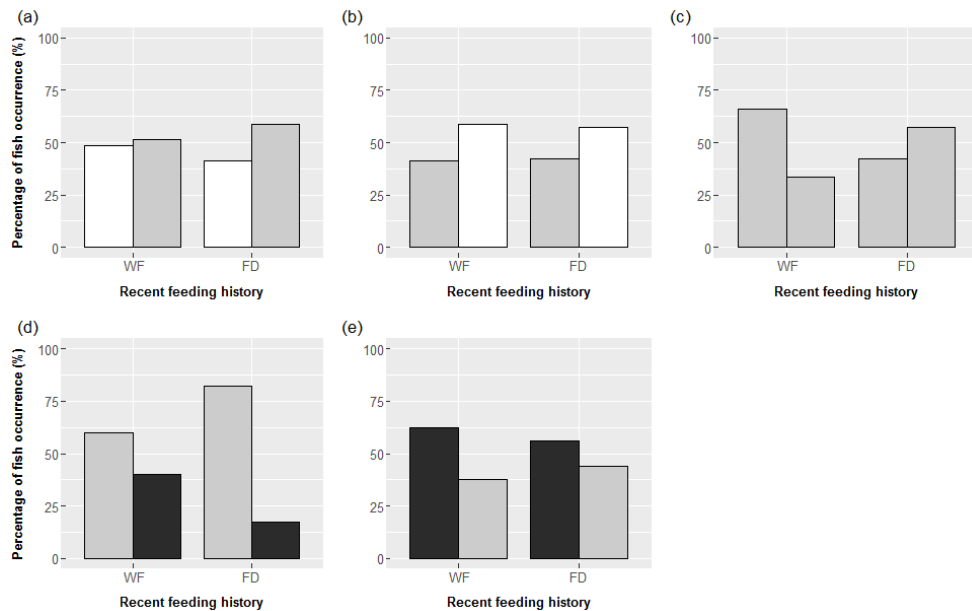 (a)
(b)
(c)
Percentage of fish occurrence (%)
100
75
50
25
0
WF FD
Recent feeding history
100
75
50
25
0
WF FD
Recent feeding history
100
75
50
25
0
WF FD
Recent feeding history
(d)
(e)
Percentage of fish occurrence (%)
100
75
50
25
0
WF FD
Recent feeding history
100
75
50
25
0
WF FD
Recent feeding history